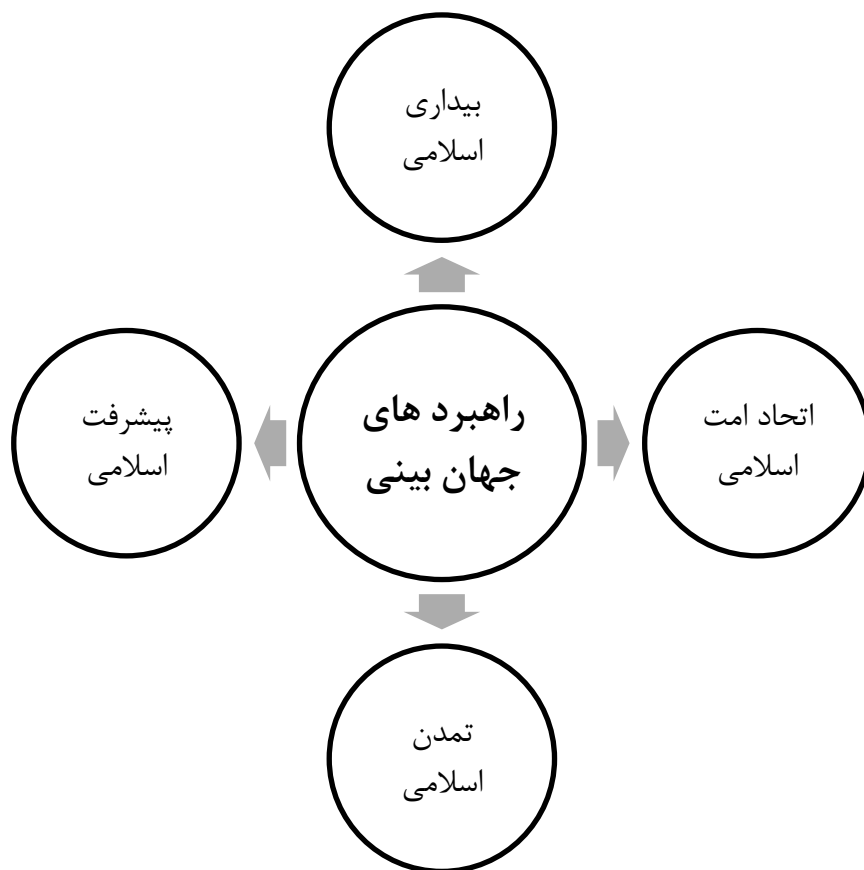 بیداری
اسلامی
راهبرد های
جهان بینی
اتحاد امت
اسلامی
پیشرفت
اسلامی
تمدن
اسلامی